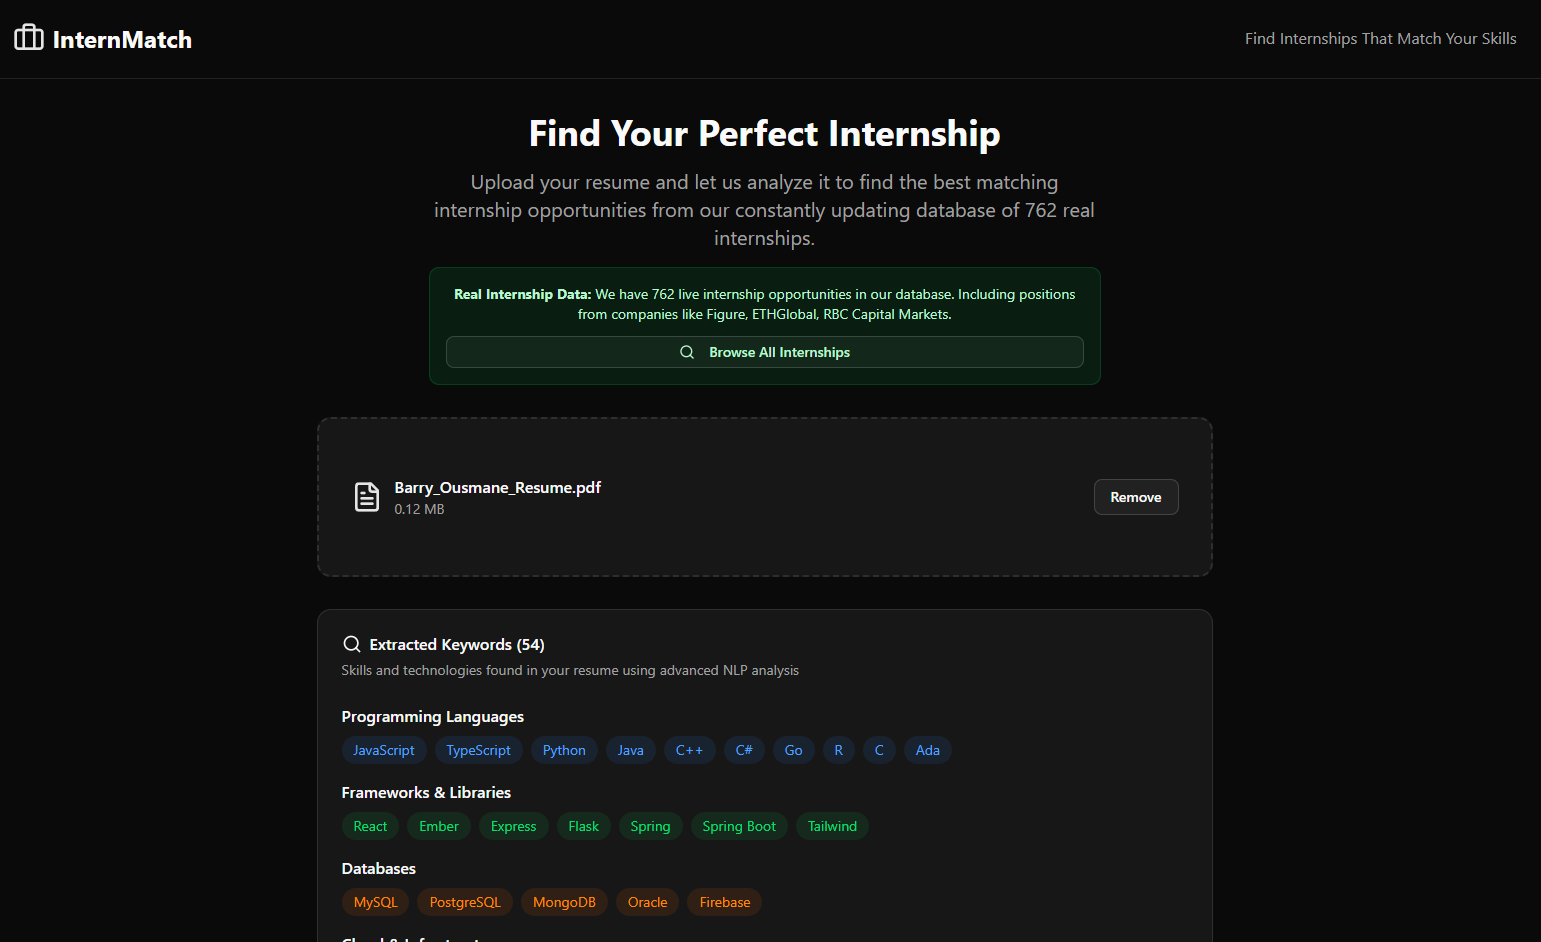 InternMatch
Find Internships That Match Your Skills
Find Your Perfect Internship
Upload your resume and let us analyze it to find the best matching
internship opportunities from our constantly updating database of 762 real
internships.
Real Internship Data: We have 762 live internship opportunities in our database. Including positions
from companies like Figure, ETHGlobal, RBC Capital Markets.
Browse All Internships
Barry_Ousmane_Resume.pdf
0.12 MB
Remove
Extracted Keywords (54)
Skills and technologies found in your resume using advanced NLP analysis
Programming Languages
JavaScript TypeScript Python Java C++ C# Go R C Ada
Frameworks & Libraries
React Ember Express Flask Spring Spring Boot Tailwind
Databases
MySQL PostgreSQL MongoDB Oracle Firebase